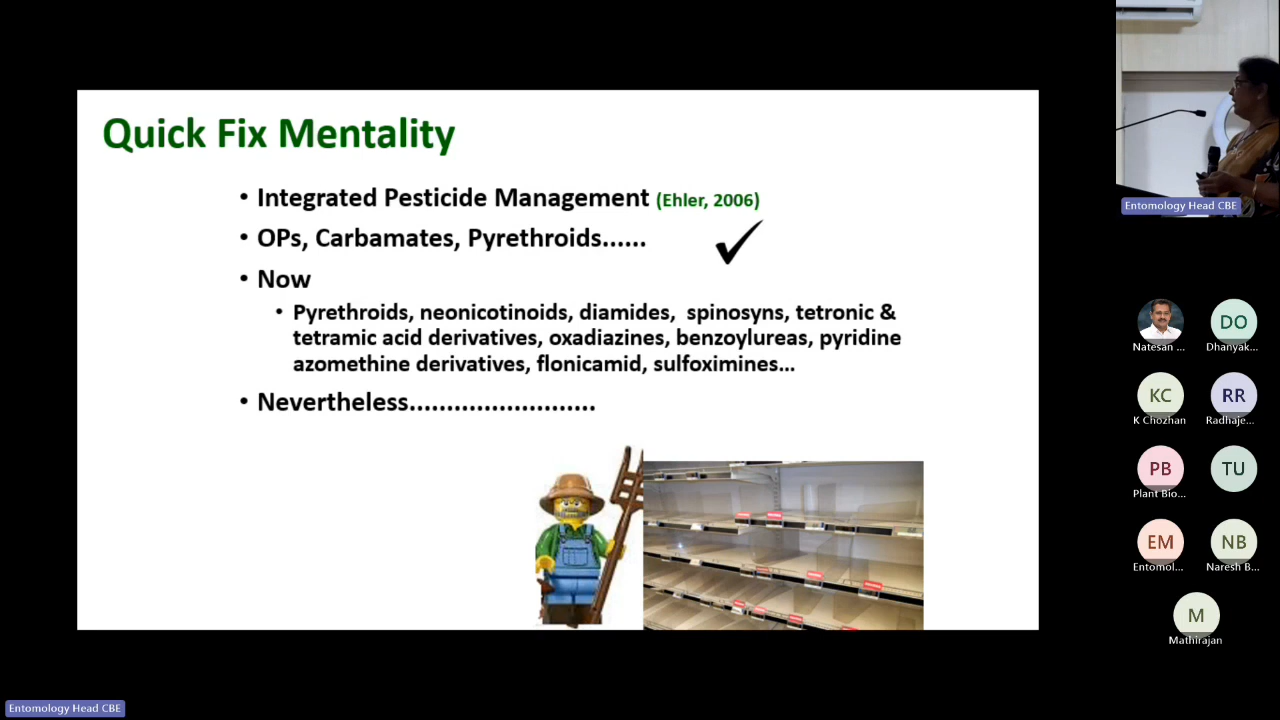 Quick Fix Mentality
• Integrated Pesticide Management (Ehler, 2006)
• OPs, Carbamates, Pyrethroids......
• Now
• Pyrethroids, neonicotinoids, diamides, spinosyns, tetronic &
tetramic acid derivatives, oxadiazines, benzoylureas, pyridine
azomethine derivatives, flonicamid, sulfoximines...
• Nevertheless.........................
Entomology Head CBE
Natesan ...
DO
Dhanyak...
KC
K Chozhan
RR
Radhaje...
PB
Plant Bio...
TU
EM
Entomol...
NB
Naresh B...
M
Mathirajan
Entomology Head CBE